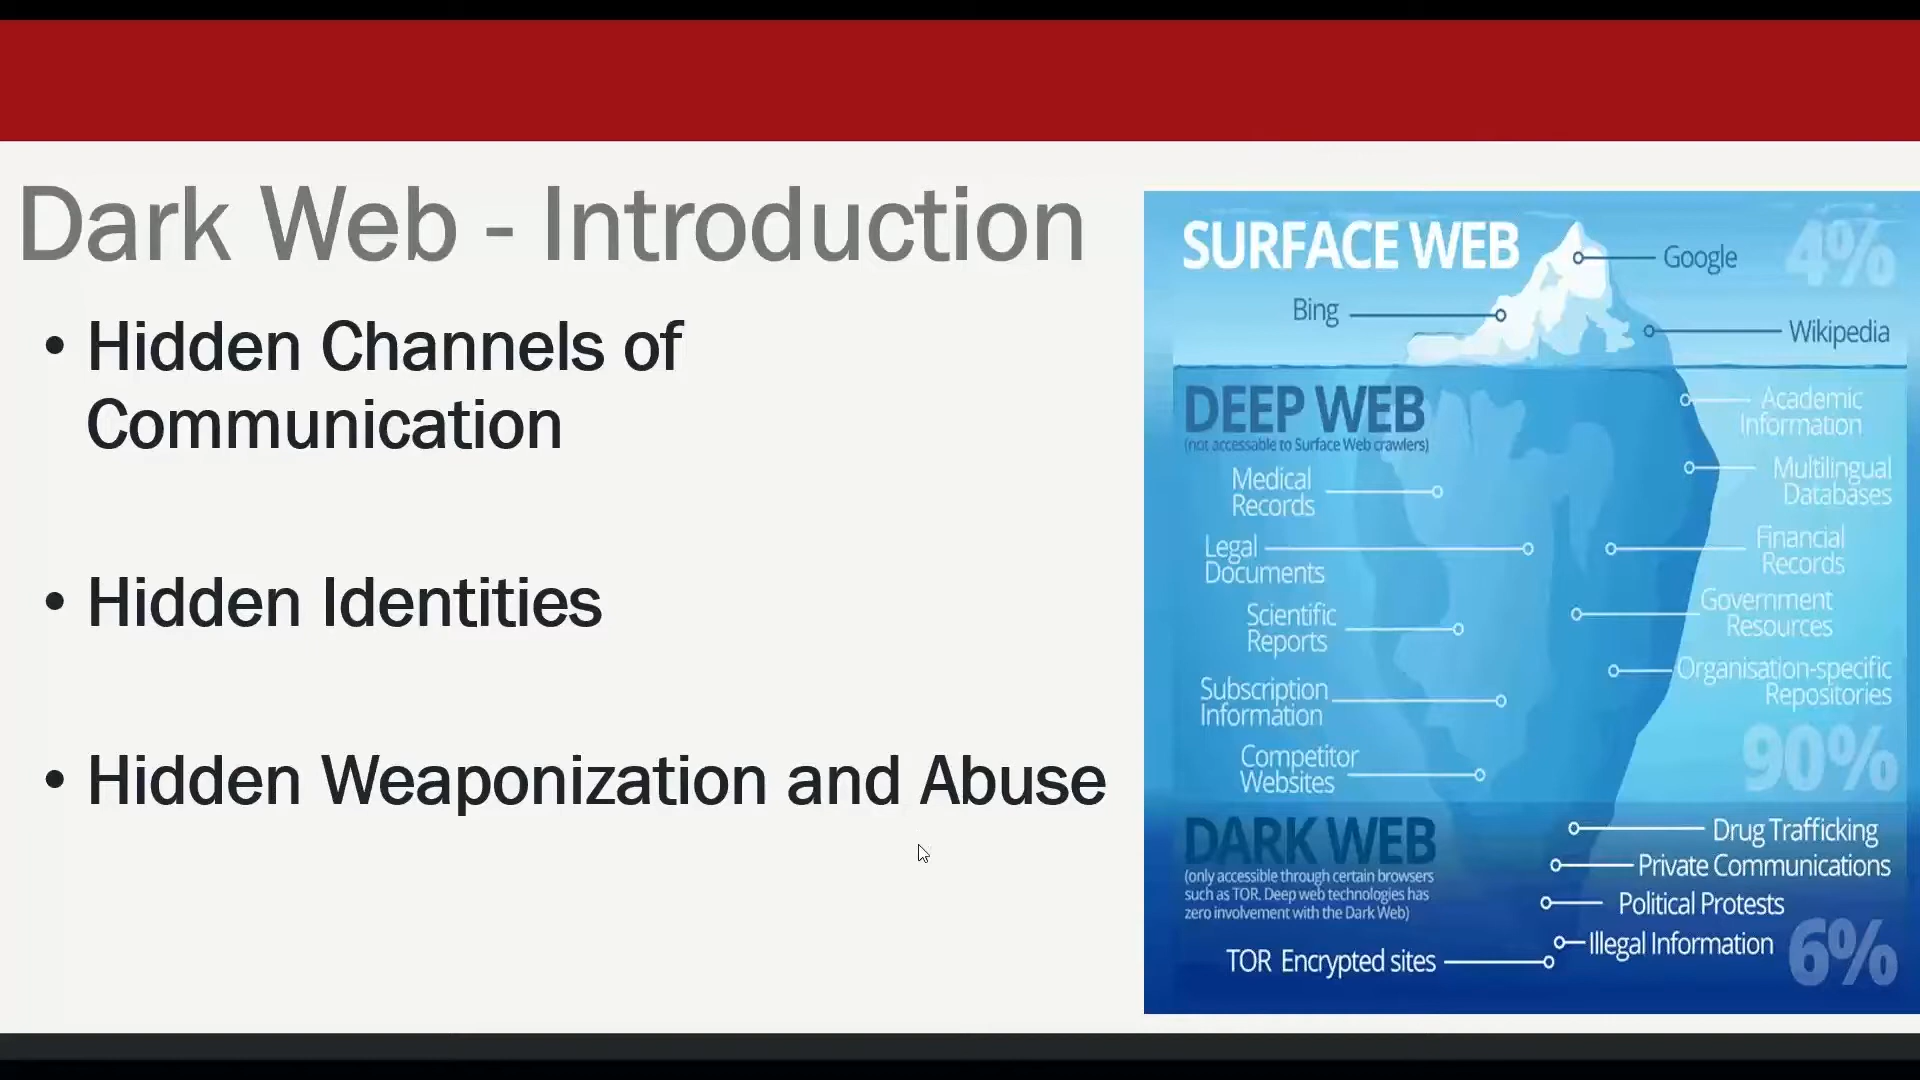 Dark Web - Introduction
• Hidden Channels of
Communication
• Hidden Identities
• Hidden Weaponization and Abuse
SURFACE WEB
4%
Google
Bing
Wikipedia
DEEP WEB
(not accessable to Surface Web crawlers)
Academic
Information
Medical
Records
Multilingual
Databases
Legal
Documents
Financial
Records
Scientific
Reports
Government
Resources
Subscription
Information
Organisation-specific
Repositories
Competitor
Websites
90%
DARK WEB
(only accessible through certain browsers
such as TOR. Deep web technologies has
zero involvement with the Dark Web)
Drug Trafficking
Private Communications
Political Protests
Illegal Information
TOR Encrypted sites
6%